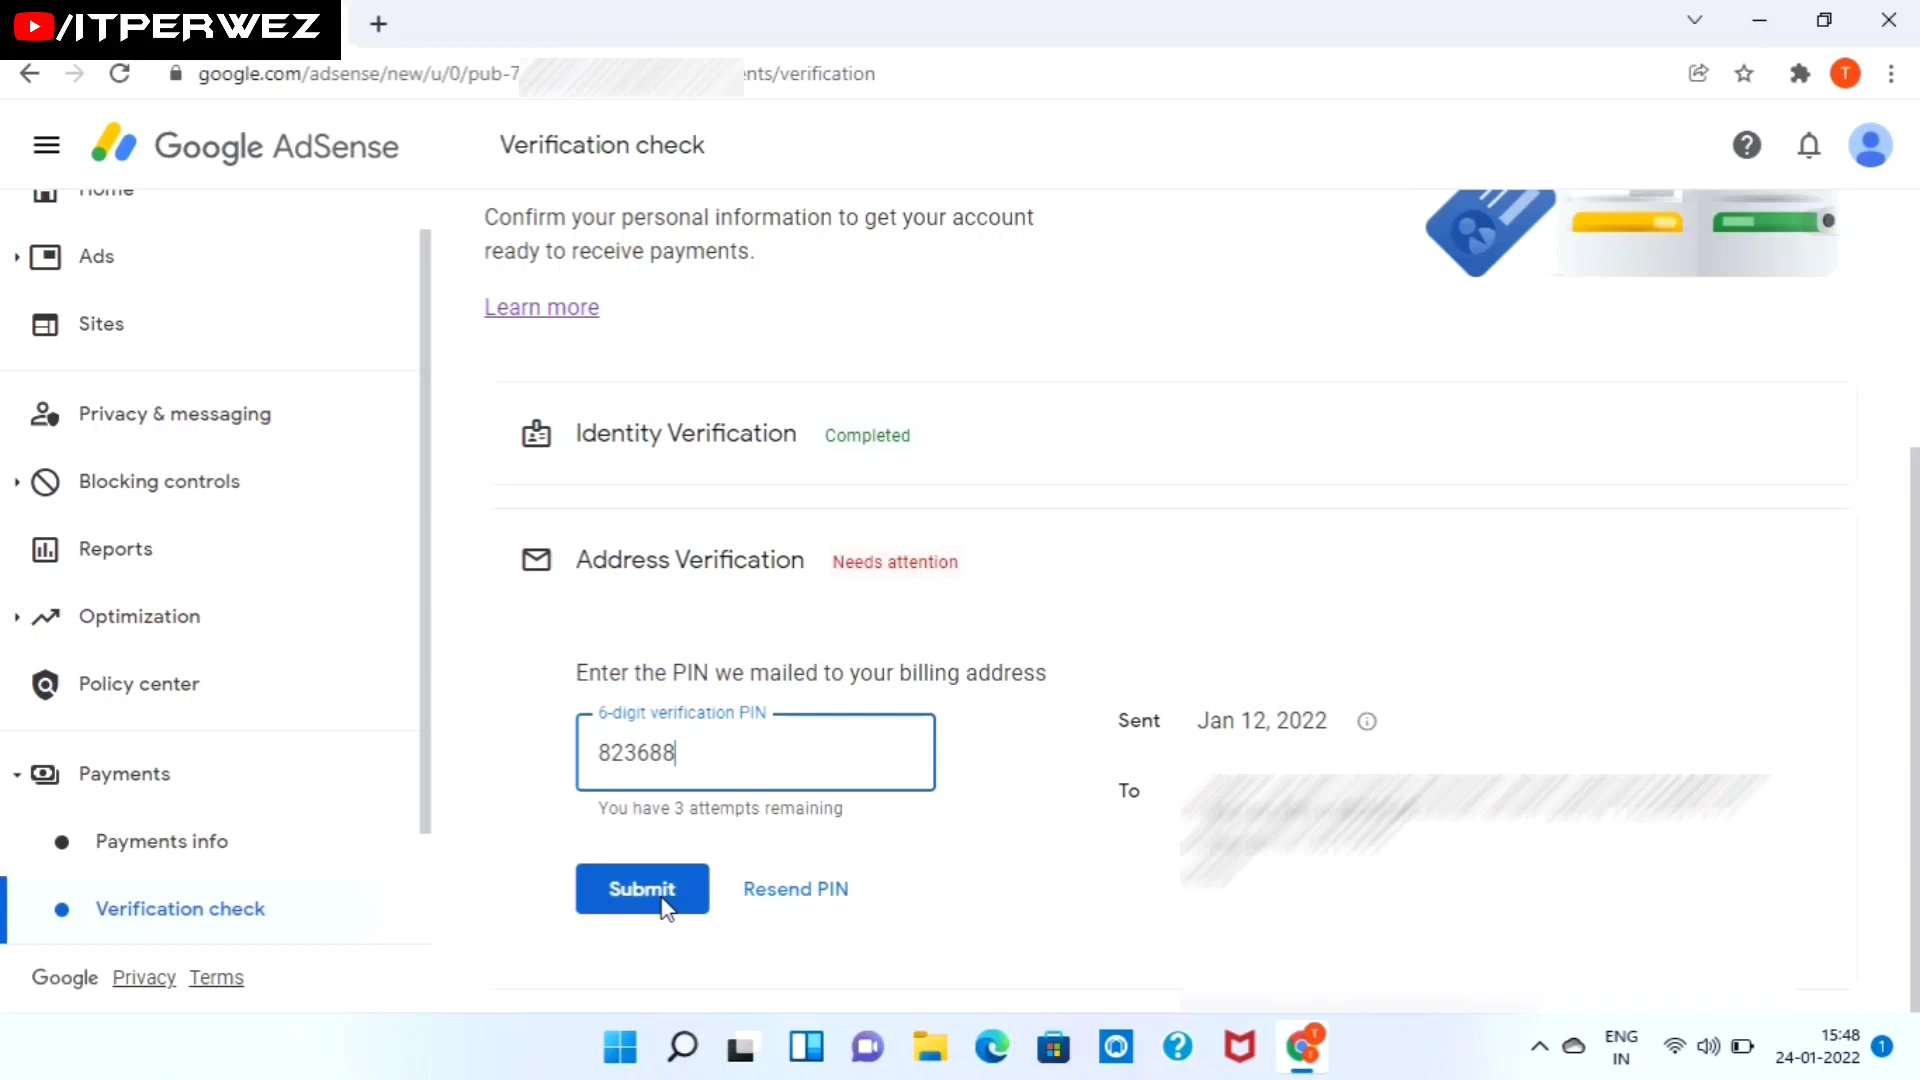 /ITPERWEZ
google.com/adsense/new/u/0/pub-7
nts/verification
T
Google AdSense
Verification check
Home
Ads
Sites
Privacy & messaging
Blocking controls
Reports
Optimization
Policy center
Payments
Payments info
Verification check
Google Privacy Terms
Confirm your personal information to get your account
ready to receive payments.
Learn more
Identity Verification Completed
Address Verification Needs attention
Enter the PIN we mailed to your billing address
6-digit verification PIN
823688
You have 3 attempts remaining
Submit Resend PIN
Sent Jan 12, 2022
To
ENG
IN
15:48
24-01-2022
1